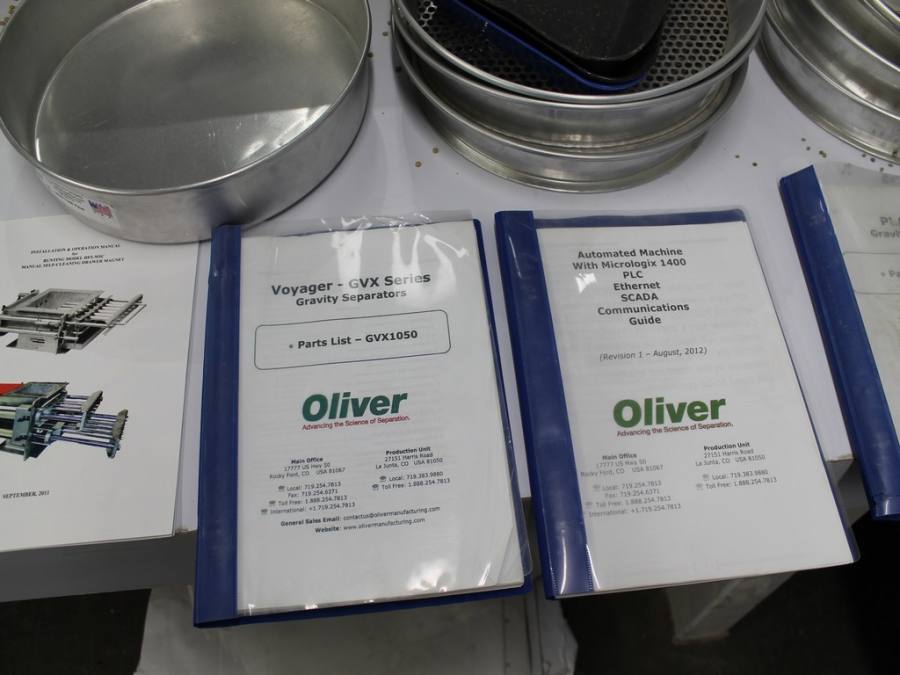 INSTALLATION & OPERATION MANUAL
for
BUNTING MODEL HFS-MSC
MANUAL SELF-CLEANING DRAWER MAGNET
SEPTEMBER, 2011
Voyager - GVX Series
Gravity Separators
• Parts List – GVX1050
Oliver
Advancing the Science of Separation.
Main Office
17777 US Hwy 50
Rocky Ford, CO USA 81067
Local: 719.254.7813
Fax: 719.254.6371
Toll Free: 1.888.254.7813
International: +1.719.254.7813
Production Unit
27151 Harris Road
La Junta, CO USA 81050
Local: 719.383.9880
Toll Free: 1.888.254.7813
General Sales Email: contactus@olivermanufacturing.com
Website: www.olivermanufacturing.com
Automated Machine
With Micrologix 1400
PLC
Ethernet
SCADA
Communications
Guide
(Revision 1 – August, 2012)
Oliver
Advancing the Science of Separation.
Main Office
17777 US Hwy 50
Rocky Ford, CO USA 81067
Local: 719.254.7813
Fax: 719.254.6371
Toll Free: 1.888.254.7813
International: +1.719.254.7813
Production Unit
27151 Harris Road
La Junta, CO USA 81050
Local: 719.383.9880
Toll Free: 1.888.254.7813